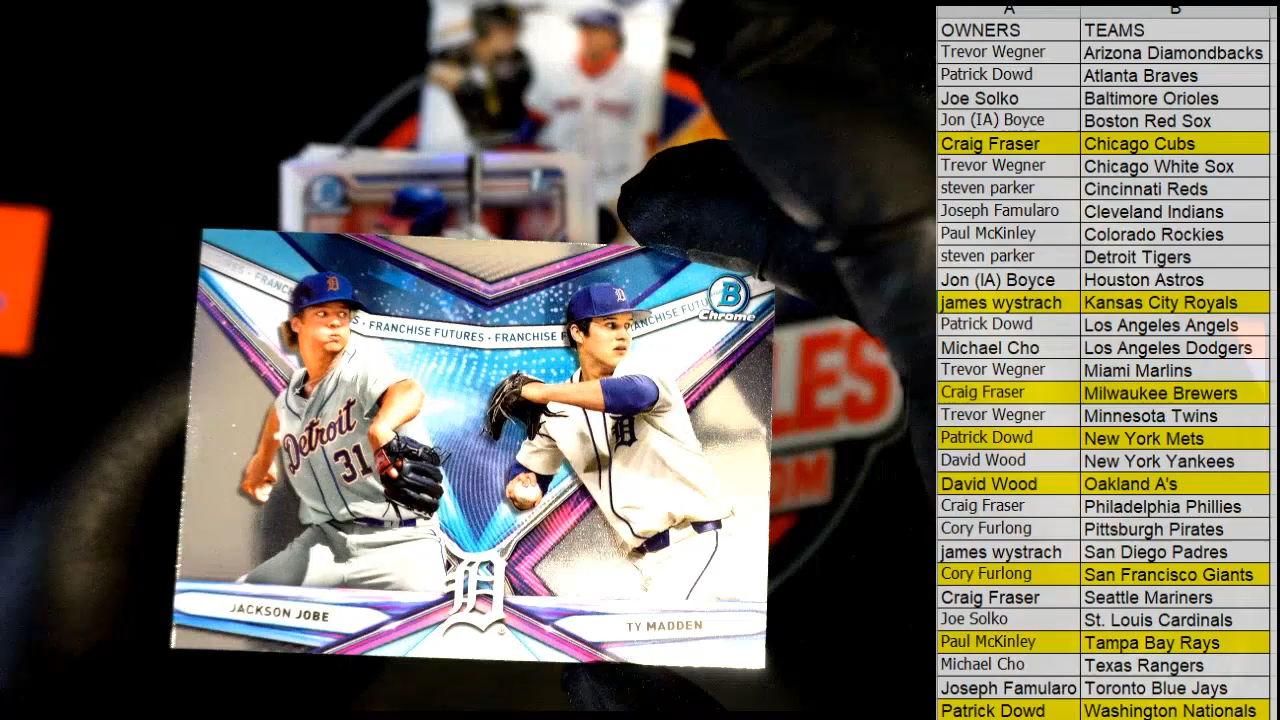 FRANCHISE FUTURES · FRANCHISE F
FRANCHISE FUTU
B
Chrome
Detroit
31
D
JACKSON JOBE
TY MADDEN
LES
OM
A B
OWNERS TEAMS
Trevor Wegner Arizona Diamondbacks
Patrick Dowd Atlanta Braves
Joe Solko Baltimore Orioles
Jon (IA) Boyce Boston Red Sox
Craig Fraser Chicago Cubs
Trevor Wegner Chicago White Sox
steven parker Cincinnati Reds
Joseph Famularo Cleveland Indians
Paul McKinley Colorado Rockies
steven parker Detroit Tigers
Jon (IA) Boyce Houston Astros
james wystrach Kansas City Royals
Patrick Dowd Los Angeles Angels
Michael Cho Los Angeles Dodgers
Trevor Wegner Miami Marlins
Craig Fraser Milwaukee Brewers
Trevor Wegner Minnesota Twins
Patrick Dowd New York Mets
David Wood New York Yankees
David Wood Oakland A's
Craig Fraser Philadelphia Phillies
Cory Furlong Pittsburgh Pirates
james wystrach San Diego Padres
Cory Furlong San Francisco Giants
Craig Fraser Seattle Mariners
Joe Solko St. Louis Cardinals
Paul McKinley Tampa Bay Rays
Michael Cho Texas Rangers
Joseph Famularo Toronto Blue Jays
Patrick Dowd Washington Nationals